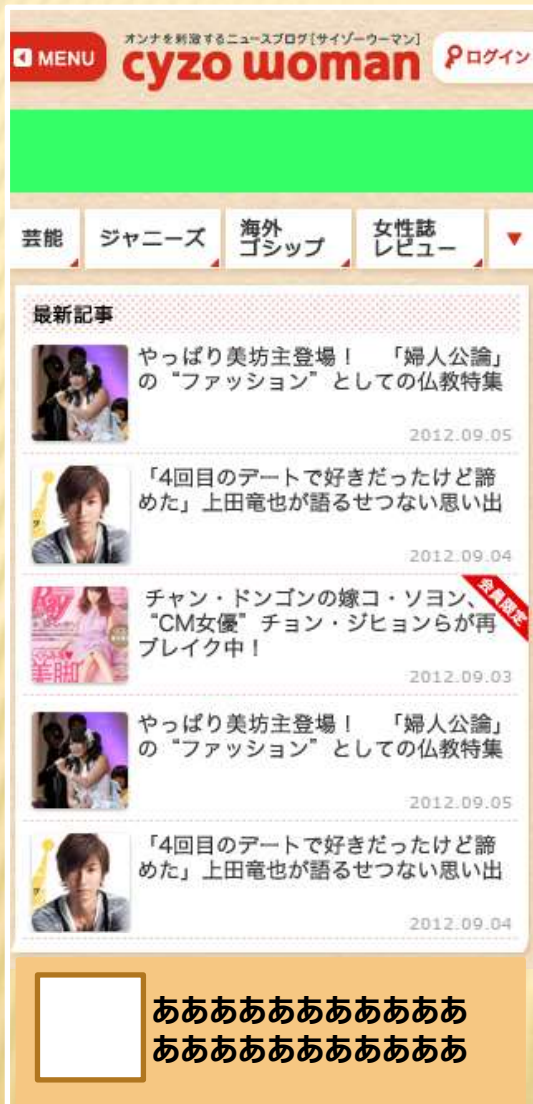 オンナを刺激するニュースブログ[サイゾーウーマン]
MENU
cyzo woman
ログイン
芸能
ジャニーズ
海外
ゴシップ
女性誌
レビュー
▼
最新記事
やっぱり美坊主登場！　「婦人公論」
の“ファッション”としての仏教特集
2012.09.05
「4回目のデートで好きだったけど諦
めた」上田竜也が語るせつない思い出
2012.09.04
会員限定
チャン・ドンゴンの嫁コ・ソヨン、
“CM女優”チョン・ジヒョンらが再
ブレイク中！
Ray
美脚
2012.09.03
やっぱり美坊主登場！　「婦人公論」
の“ファッション”としての仏教特集
2012.09.05
「4回目のデートで好きだったけど諦
めた」上田竜也が語るせつない思い出
2012.09.04
あああああああああああ
あああああああああああ